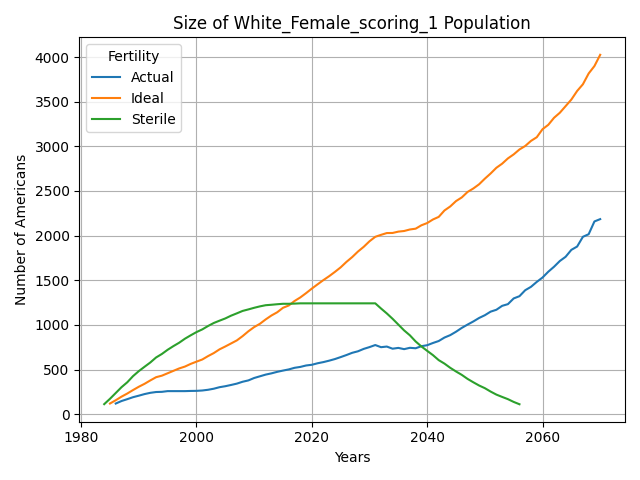 Size of White_Female_scoring_1 Population
Fertility
Actual
Ideal
Sterile
Number of Americans
4000
3500
3000
2500
2000
1500
1000
500
0
1980
2000
2020
2040
2060
Years